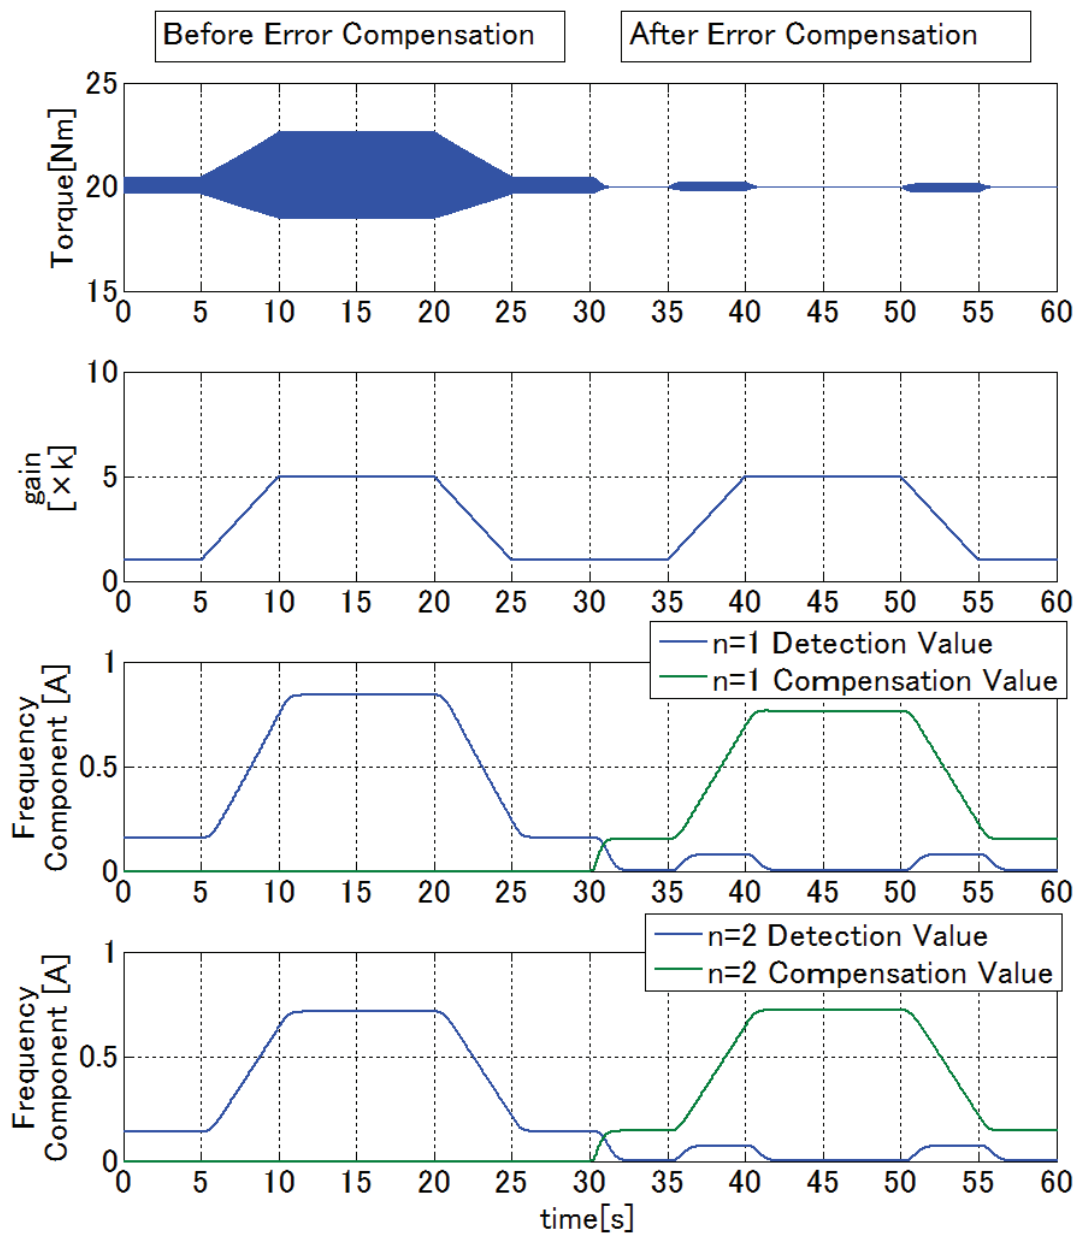 Before Error Compensation
After Error Compensation
Torque[Nm]
25
20
15
0 5 10 15 20 25 30 35 40 45 50 55 60
gain
[×k]
10
5
0
0 5 10 15 20 25 30 35 40 45 50 55 60
n=1 Detection Value
n=1 Compensation Value
Frequency
Component [A]
1
0.5
0
0 5 10 15 20 25 30 35 40 45 50 55 60
n=2 Detection Value
n=2 Compensation Value
Frequency
Component [A]
1
0.5
0
0 5 10 15 20 25 30 35 40 45 50 55 60
time[s]